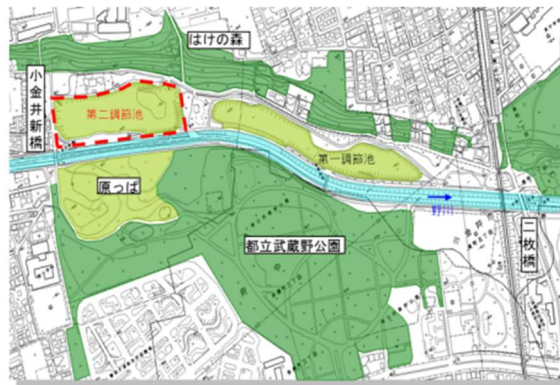 はけの森
小金井新橋
第二調節池
第一調節池
原っぱ
野川
都立武蔵野公園
二枚橋